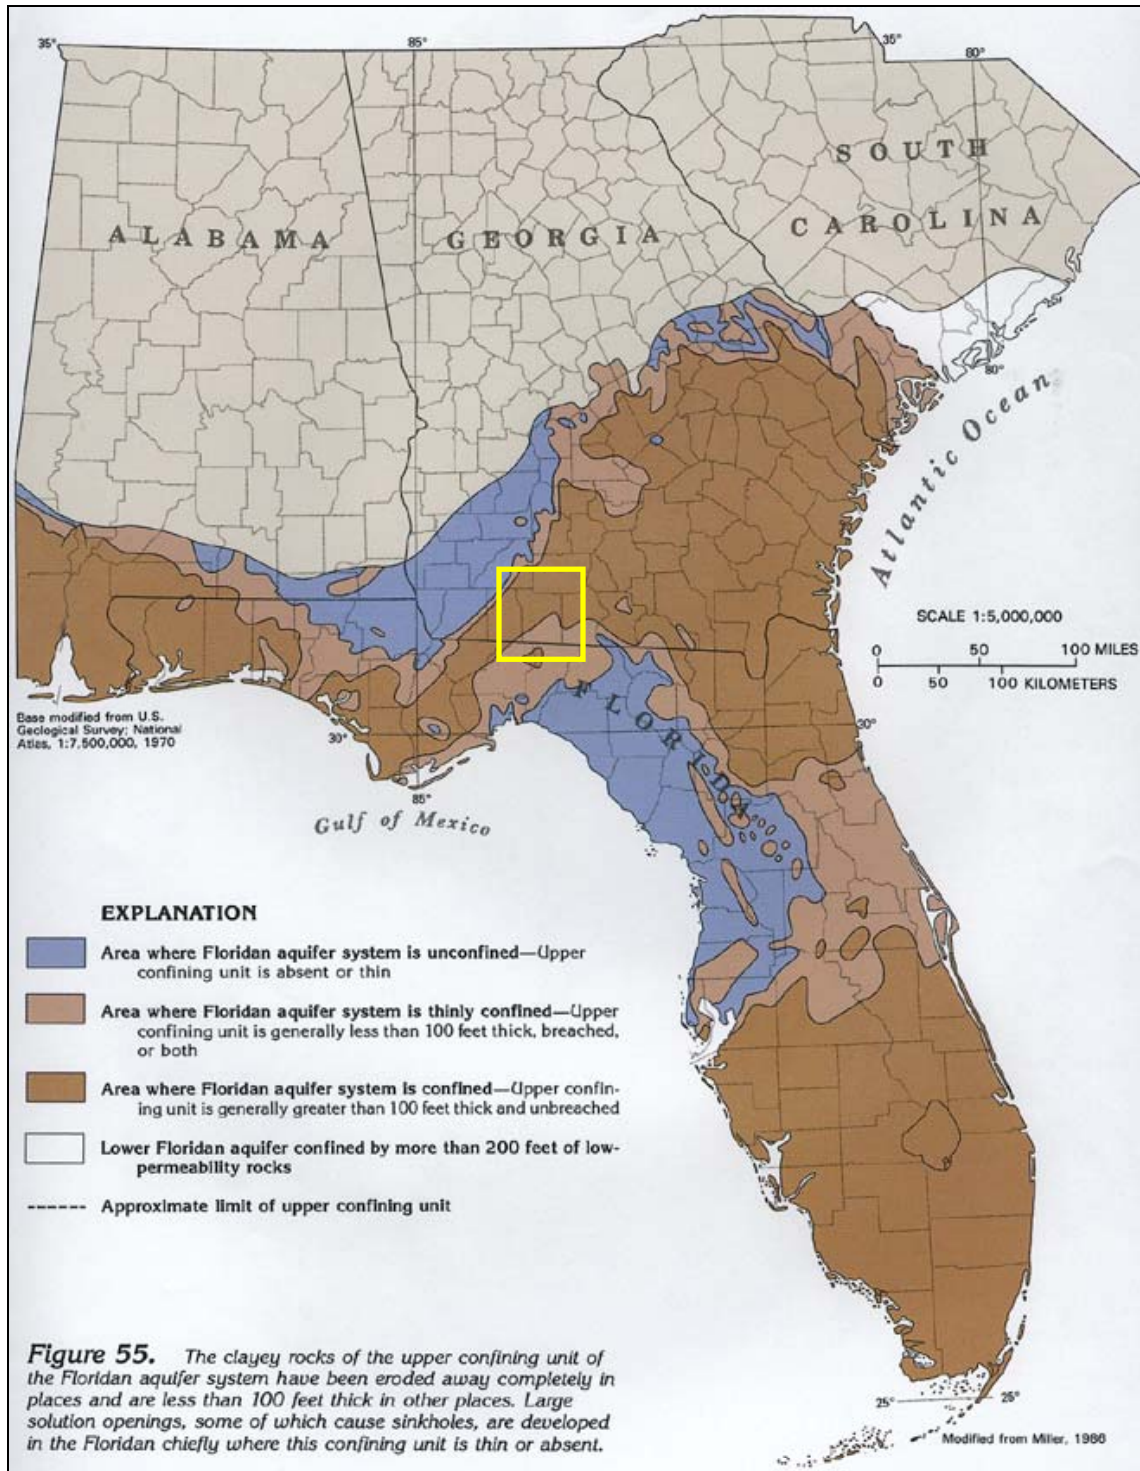 35°
85°
35°
80°
SOUTH
CAROLINA
ALABAMA
GEORGIA
80°
Atlantic Ocean
SCALE 1:5,000,000
0 50 100 MILES
0 50 100 KILOMETERS
FLORIDA
Base modified from U.S.
Geological Survey; National
Atlas, 1:7,500,000, 1970
30°
30°
85°
Gulf of Mexico
EXPLANATION
Area where Floridan aquifer system is unconfined—Upper
confining unit is absent or thin
Area where Floridan aquifer system is thinly confined—Upper
confining unit is generally less than 100 feet thick, breached,
or both
Area where Floridan aquifer system is confined—Upper confin-
ing unit is generally greater than 100 feet thick and unbreached
Lower Floridan aquifer confined by more than 200 feet of low-
permeability rocks
Approximate limit of upper confining unit
Figure 55. The clayey rocks of the upper confining unit of
the Floridan aquifer system have been eroded away completely in
places and are less than 100 feet thick in other places. Large
solution openings, some of which cause sinkholes, are developed
in the Floridan chiefly where this confining unit is thin or absent.
25°
25°
Modified from Miller, 1986